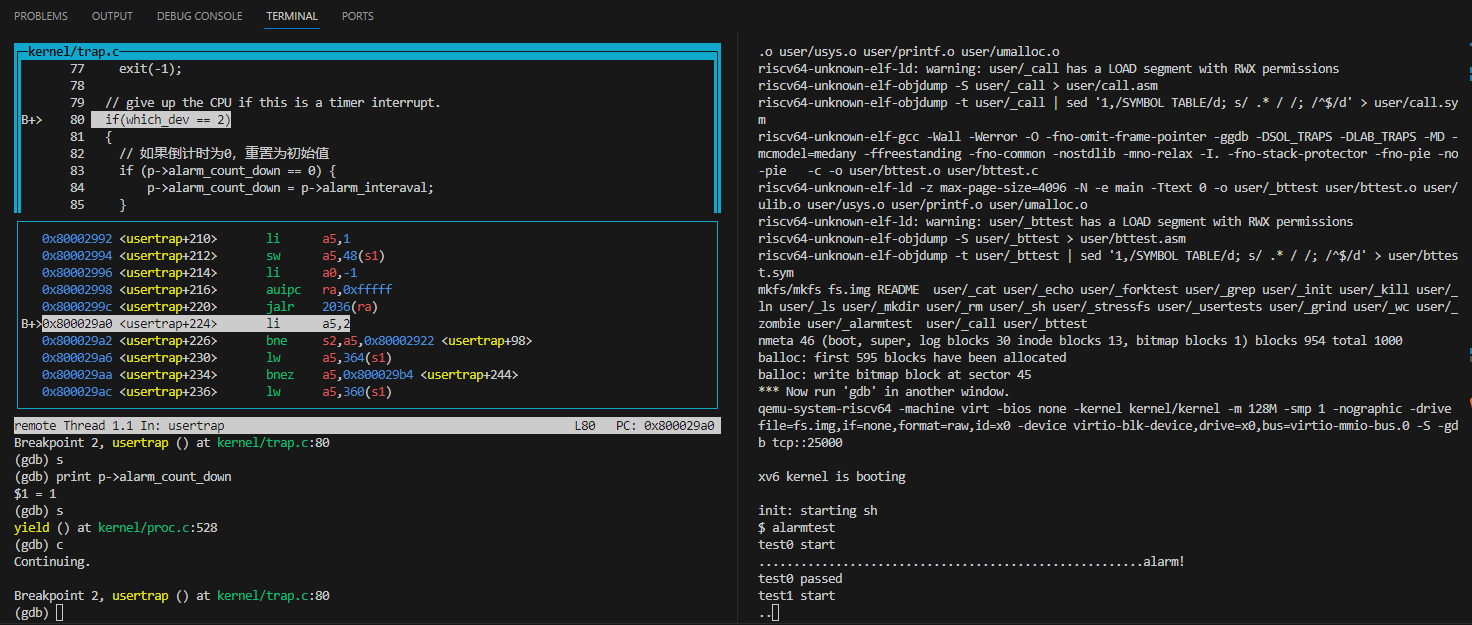 PROBLEMS OUTPUT DEBUG CONSOLE TERMINAL PORTS
kernel/trap.c
77 exit(-1);
78
79 // give up the CPU if this is a timer interrupt.
B+> 80 if(which_dev == 2)
81 {
82 // 如果倒计时为0，重置为初始值
83 if (p->alarm_count_down == 0) {
84 p->alarm_count_down = p->alarm_interaval;
85 }
0x80002992 <usertrap+210> li a5,1
0x80002994 <usertrap+212> sw a5,48(s1)
0x80002996 <usertrap+214> li a0,-1
0x80002998 <usertrap+216> auipc ra,0xfffff
0x8000299c <usertrap+220> jalr 2036(ra)
B+>0x800029a0 <usertrap+224> li a5,2
0x800029a2 <usertrap+226> bne s2,a5,0x80002922 <usertrap+98>
0x800029a6 <usertrap+230> lw a5,364(s1)
0x800029aa <usertrap+234> bnez a5,0x800029b4 <usertrap+244>
0x800029ac <usertrap+236> lw a5,360(s1)
remote Thread 1.1 In: usertrap L80 PC: 0x800029a0
Breakpoint 2, usertrap () at kernel/trap.c:80
(gdb) s
(gdb) print p->alarm_count_down
$1 = 1
(gdb) s
yield () at kernel/proc.c:528
(gdb) c
Continuing.
Breakpoint 2, usertrap () at kernel/trap.c:80
(gdb)
.o user/usys.o user/printf.o user/umalloc.o
riscv64-unknown-elf-ld: warning: user/_call has a LOAD segment with RWX permissions
riscv64-unknown-elf-objdump -S user/_call > user/call.asm
riscv64-unknown-elf-objdump -t user/_call | sed '1,/SYMBOL TABLE/d; s/ .* / /; /^$/d' > user/call.sy
m
riscv64-unknown-elf-gcc -Wall -Werror -O -fno-omit-frame-pointer -ggdb -DSOL_TRAPS -DLAB_TRAPS -MD -
mcmodel=medany -ffreestanding -fno-common -nostdlib -mno-relax -I. -fno-stack-protector -fno-pie -no
-pie -c -o user/bttest.o user/bttest.c
riscv64-unknown-elf-ld -z max-page-size=4096 -N -e main -Ttext 0 -o user/_bttest user/bttest.o user/
ulib.o user/usys.o user/printf.o user/umalloc.o
riscv64-unknown-elf-ld: warning: user/_bttest has a LOAD segment with RWX permissions
riscv64-unknown-elf-objdump -S user/_bttest > user/bttest.asm
riscv64-unknown-elf-objdump -t user/_bttest | sed '1,/SYMBOL TABLE/d; s/ .* / /; /^$/d' > user/bttes
t.sym
mkfs/mkfs fs.img README user/_cat user/_echo user/_forktest user/_grep user/_init user/_kill user/_
ln user/_ls user/_mkdir user/_rm user/_sh user/_stressfs user/_usertests user/_grind user/_wc user/_
zombie user/_alarmtest user/_call user/_bttest
nmeta 46 (boot, super, log blocks 30 inode blocks 13, bitmap blocks 1) blocks 954 total 1000
balloc: first 595 blocks have been allocated
balloc: write bitmap block at sector 45
*** Now run 'gdb' in another window.
qemu-system-riscv64 -machine virt -bios none -kernel kernel/kernel -m 128M -smp 1 -nographic -drive
file=fs.img,if=none,format=raw,id=x0 -device virtio-blk-device,drive=x0,bus=virtio-mmio-bus.0 -S -gd
b tcp::25000
xv6 kernel is booting
init: starting sh
$ alarmtest
test0 start
.......................................................alarm!
test0 passed
test1 start
..